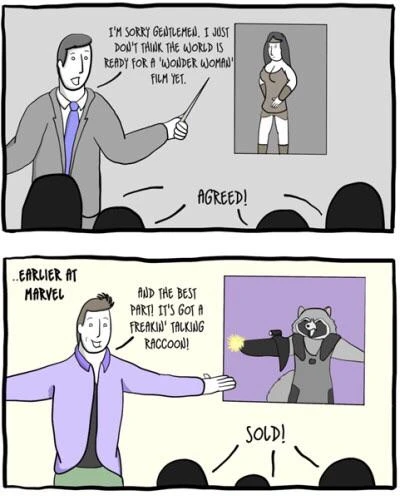 I'M SORRY GENTLEMEN. I JUST
DON'T THINK THE WORLD IS
READY FOR A 'WONDER WOMAN'
FILM YET.
AGREED!
..EARLIER AT
MARVEL
AND THE BEST
PART! IT'S GOT A
FREAKIN' TALKING
RACCOON!
SOLD!